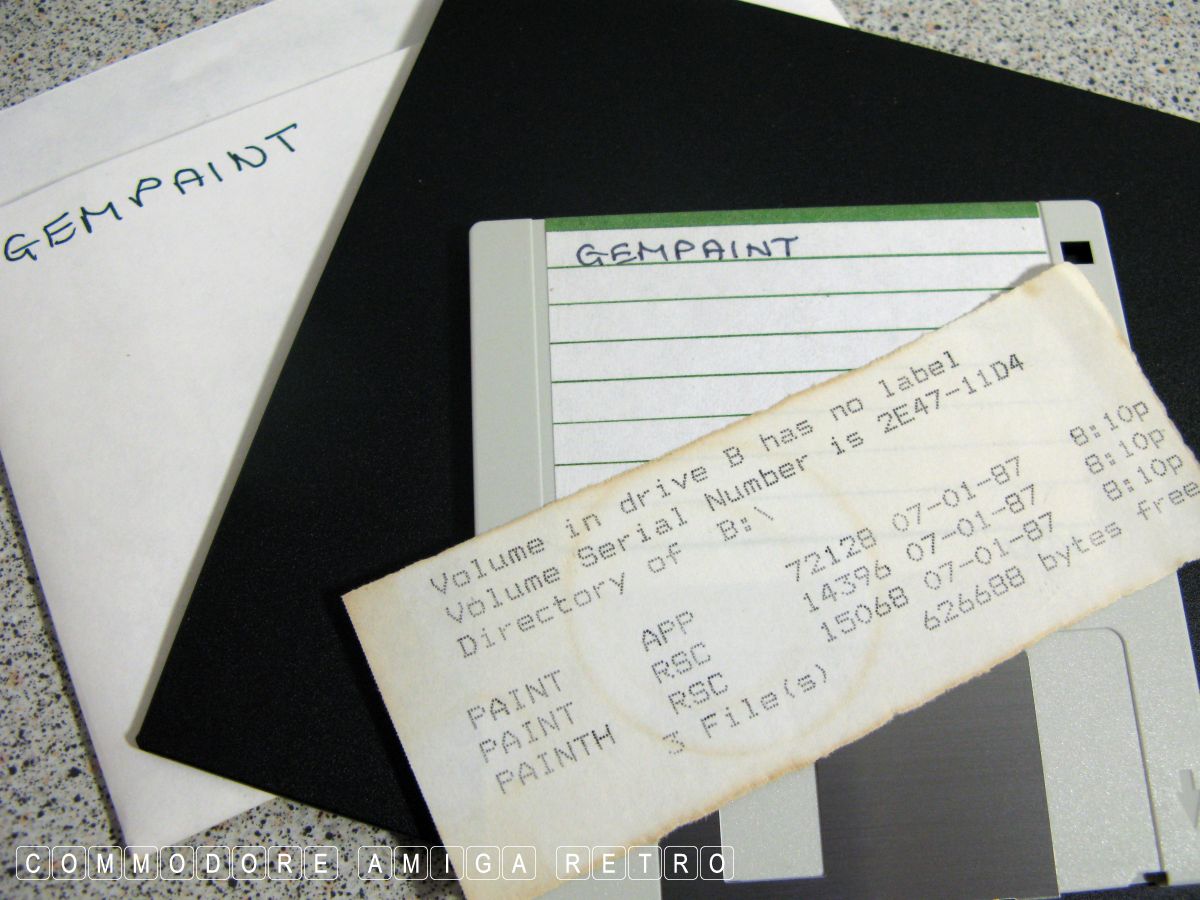 GEMPAINT
GEMPAINT
Volume in drive B has no label
Volume Serial Number is 2E47-11D4
Directory of B:\
PAINT APP 72128 07-01-87 8:10p
PAINT RSC 14396 07-01-87 8:10p
PAINTH RSC 15068 07-01-87 8:10p
3 File(s) 626688 bytes free
COMMODORE AMIGA RETRO